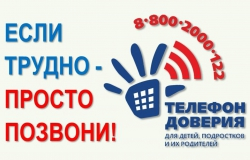 ЕСЛИ
ТРУДНО -
ПРОСТО
ПОЗВОНИ!
8-800-2000-122
ТЕЛЕФОН
ДОВЕРИЯ
ДЛЯ ДЕТЕЙ, ПОДРОСТКОВ
И ИХ РОДИТЕЛЕЙ